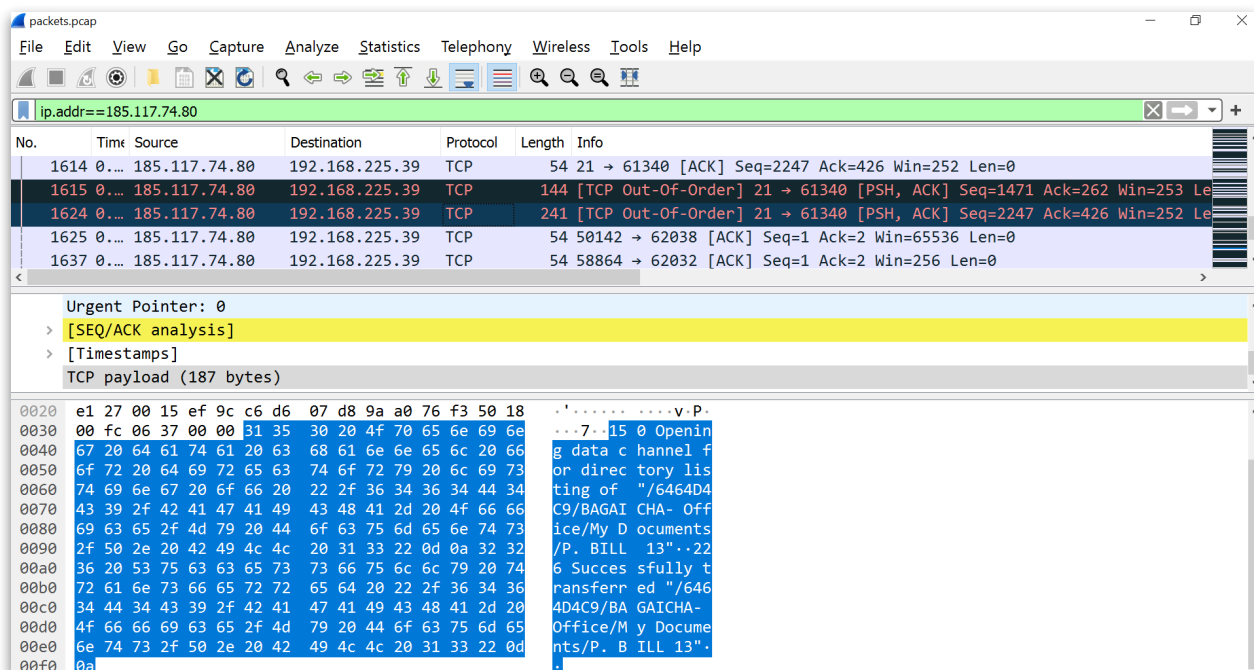 packets.pcap
File Edit View Go Capture Analyze Statistics Telephony Wireless Tools Help
ip.addr==185.117.74.80
No. Time Source Destination Protocol Length Info
1614 0.… 185.117.74.80 192.168.225.39 TCP 54 21 → 61340 [ACK] Seq=2247 Ack=426 Win=252 Len=0
1615 0.… 185.117.74.80 192.168.225.39 TCP 144 [TCP Out-Of-Order] 21 → 61340 [PSH, ACK] Seq=1471 Ack=262 Win=253 Le
1624 0.… 185.117.74.80 192.168.225.39 TCP 241 [TCP Out-Of-Order] 21 → 61340 [PSH, ACK] Seq=2247 Ack=426 Win=252 Le
1625 0.… 185.117.74.80 192.168.225.39 TCP 54 50142 → 62038 [ACK] Seq=1 Ack=2 Win=65536 Len=0
1637 0.… 185.117.74.80 192.168.225.39 TCP 54 58864 → 62032 [ACK] Seq=1 Ack=2 Win=256 Len=0
Urgent Pointer: 0
[SEQ/ACK analysis]
[Timestamps]
TCP payload (187 bytes)
0020 e1 27 00 15 ef 9c c6 d6 07 d8 9a a0 76 f3 50 18 ·'······ ····v·P·
0030 00 fc 06 37 00 00 31 35 30 20 4f 70 65 6e 69 6e ···7··15 0 Openin
0040 67 20 64 61 74 61 20 63 68 61 6e 6e 65 6c 20 66 g data c hannel f
0050 6f 72 20 64 69 72 65 63 74 6f 72 79 20 6c 69 73 or direc tory lis
0060 74 69 6e 67 20 6f 66 20 22 2f 36 34 36 34 44 34 ting of "/6464D4
0070 43 39 2f 42 41 47 41 49 43 48 41 2d 20 4f 66 66 C9/BAGAI CHA- Off
0080 69 63 65 2f 4d 79 20 44 6f 63 75 6d 65 6e 74 73 ice/My D ocuments
0090 2f 50 2e 20 42 49 4c 4c 20 31 33 22 0d 0a 32 32 /P. BILL 13"··22
00a0 36 20 53 75 63 63 65 73 73 66 75 6c 6c 79 20 74 6 Succes sfully t
00b0 72 61 6e 73 66 65 72 72 65 64 20 22 2f 36 34 36 ransferr ed "/646
00c0 34 44 34 43 39 2f 42 41 47 41 49 43 48 41 2d 20 4D4C9/BA GAICHA-
00d0 4f 66 66 69 63 65 2f 4d 79 20 44 6f 63 75 6d 65 Office/M y Docume
00e0 6e 74 73 2f 50 2e 20 42 49 4c 4c 20 31 33 22 0d nts/P. B ILL 13"·
00f0 0a ·